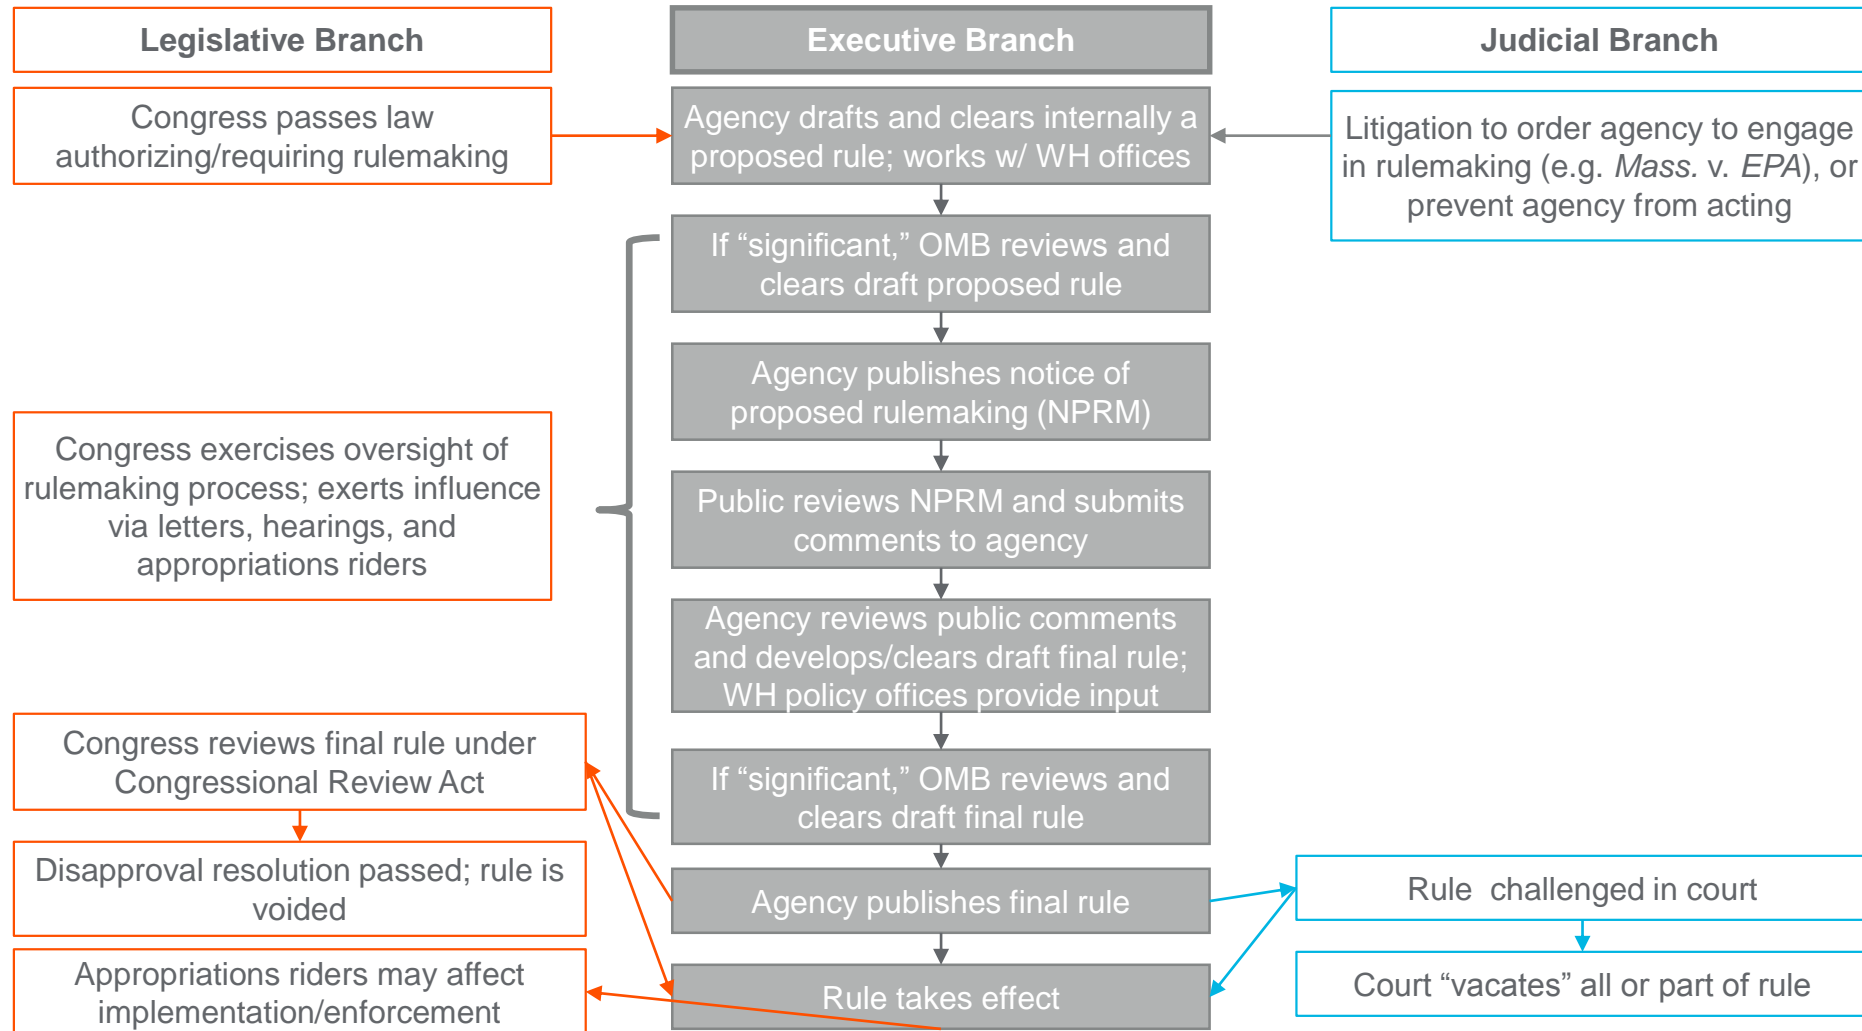 Legislative Branch
Executive Branch
Judicial Branch
Congress passes law
authorizing/requiring rulemaking
Agency drafts and clears internally a
proposed rule; works w/ WH offices
Litigation to order agency to engage
in rulemaking (e.g. Mass. v. EPA), or
prevent agency from acting
If “significant,” OMB reviews and
clears draft proposed rule
Agency publishes notice of
proposed rulemaking (NPRM)
Congress exercises oversight of
rulemaking process; exerts influence
via letters, hearings, and
appropriations riders
Public reviews NPRM and submits
comments to agency
Agency reviews public comments
and develops/clears draft final rule;
WH policy offices provide input
Congress reviews final rule under
Congressional Review Act
If “significant,” OMB reviews and
clears draft final rule
Disapproval resolution passed; rule is
voided
Agency publishes final rule
Rule challenged in court
Appropriations riders may affect
implementation/enforcement
Rule takes effect
Court “vacates” all or part of rule